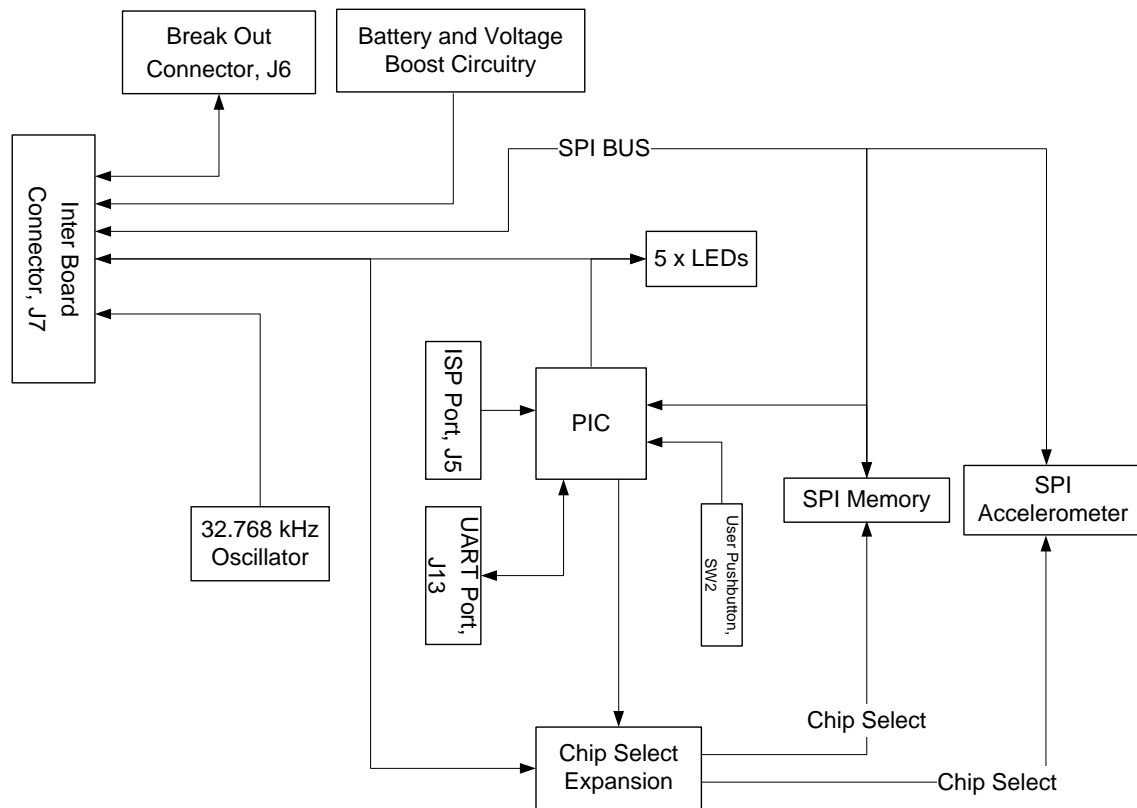 Break Out
Connector, J6
Battery and Voltage
Boost Circuitry
SPI BUS
Inter Board
Connector, J7
5 x LEDs
ISP Port, J5
PIC
SPI Memory
SPI
Accelerometer
32.768 kHz
Oscillator
UART Port,
J13
User Pushbutton,
SW2
Chip Select
Chip Select
Expansion
Chip Select